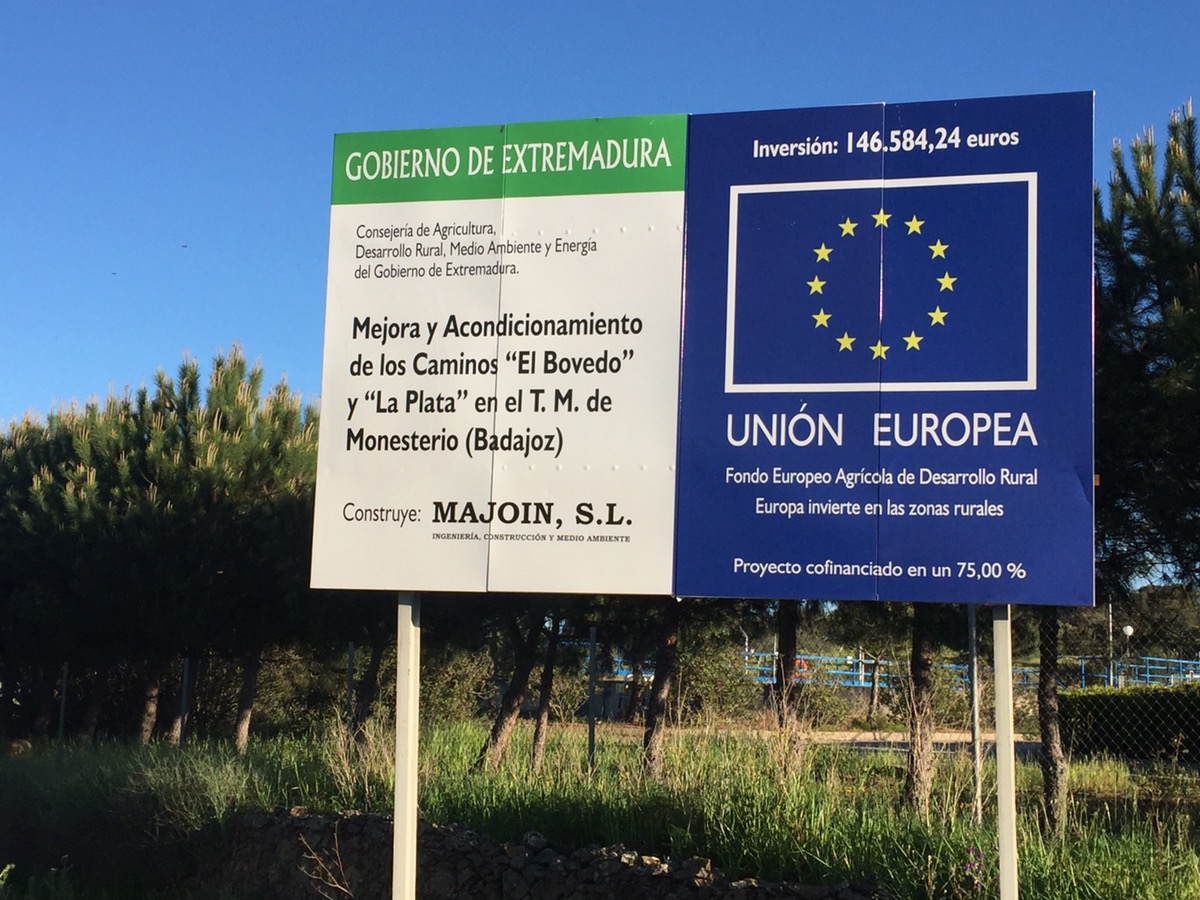 GOBIERNO DE EXTREMADURA
Consejería de Agricultura,
Desarrollo Rural, Medio Ambiente y Energía
del Gobierno de Extremadura.
Mejora y Acondicionamiento
de los Caminos “El Bovedo”
y “La Plata” en el T. M. de
Monesterio (Badajoz)
Construye: MAJOIN, S.L.
INGENIERÍA, CONSTRUCCIÓN Y MEDIO AMBIENTE
Inversión: 146.584,24 euros
UNIÓN EUROPEA
Fondo Europeo Agrícola de Desarrollo Rural
Europa invierte en las zonas rurales
Proyecto cofinanciado en un 75,00 %